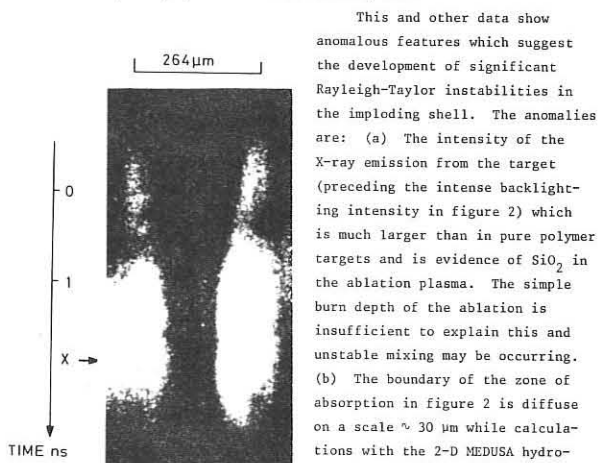 264μm
0
1
X →
TIME ns
This and other data show
anomalous features which suggest
the development of significant
Rayleigh-Taylor instabilities in
the imploding shell. The anomalies
are: (a) The intensity of the
X-ray emission from the target
(preceding the intense backlight-
ing intensity in figure 2) which
is much larger than in pure polymer
targets and is evidence of SiO₂ in
the ablation plasma. The simple
burn depth of the ablation is
insufficient to explain this and
unstable mixing may be occurring.
(b) The boundary of the zone of
absorption in figure 2 is diffuse
on a scale ~ 30 μm while calcula-
tions with the 2-D MEDUSA hydro-